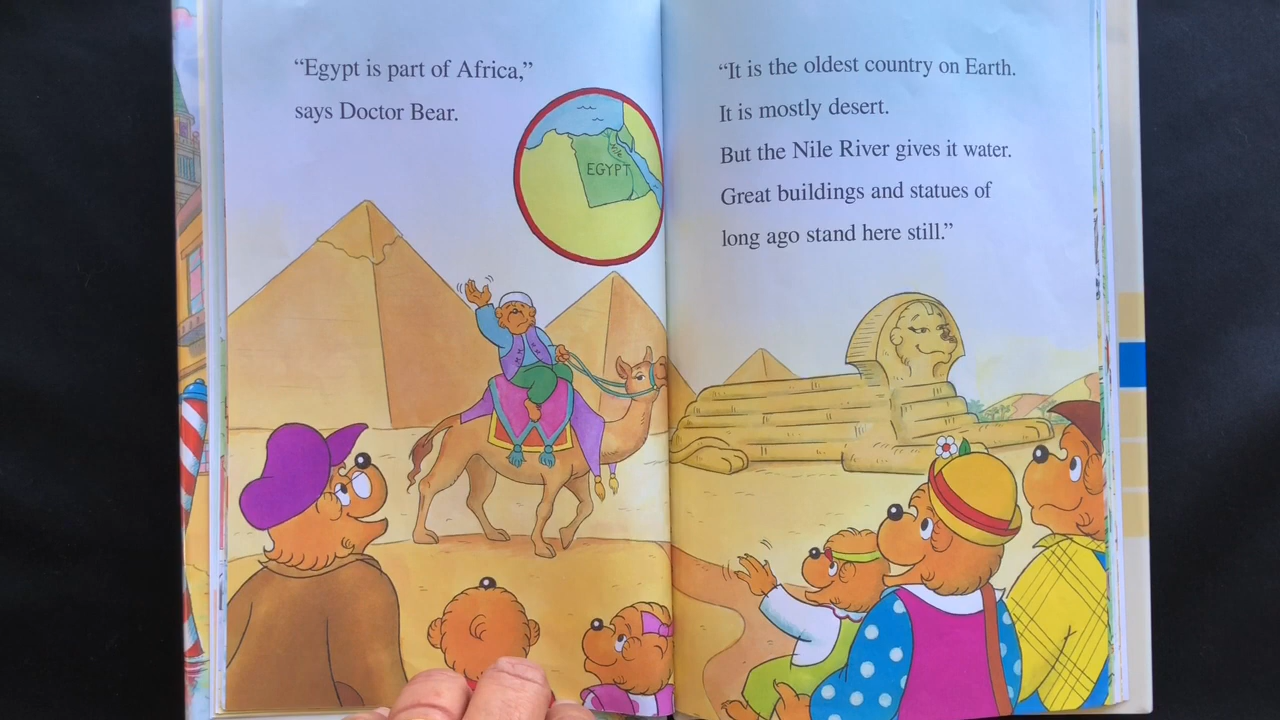 “Egypt is part of Africa,”
says Doctor Bear.
Nile
EGYPT
“It is the oldest country on Earth.
It is mostly desert.
But the Nile River gives it water.
Great buildings and statues of
long ago stand here still.”